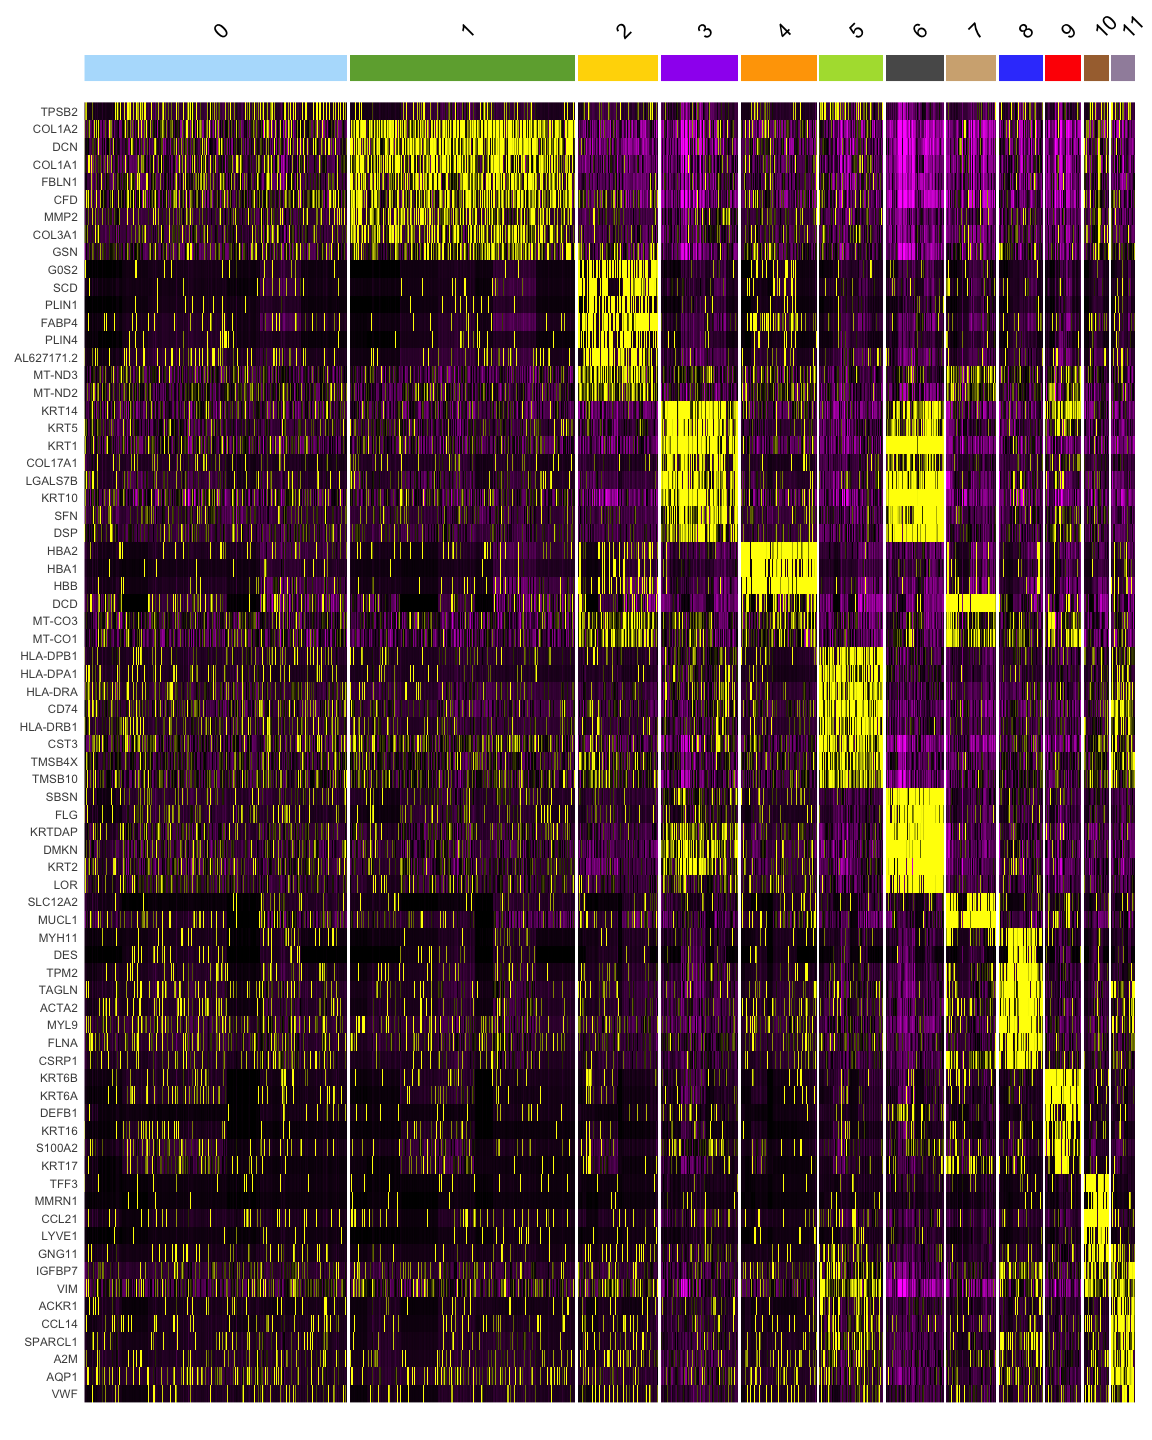 0 1 2 3 4 5 6 7 8 9 10 11
TPSB2
COL1A2
DCN
COL1A1
FBLN1
CFD
MMP2
COL3A1
GSN
G0S2
SCD
PLIN1
FABP4
PLIN4
AL627171.2
MT-ND3
MT-ND2
KRT14
KRT5
KRT1
COL17A1
LGALS7B
KRT10
SFN
DSP
HBA2
HBA1
HBB
DCD
MT-CO3
MT-CO1
HLA-DPB1
HLA-DPA1
HLA-DRA
CD74
HLA-DRB1
CST3
TMSB4X
TMSB10
SBSN
FLG
KRTDAP
DMKN
KRT2
LOR
SLC12A2
MUCL1
MYH11
DES
TPM2
TAGLN
ACTA2
MYL9
FLNA
CSRP1
KRT6B
KRT6A
DEFB1
KRT16
S100A2
KRT17
TFF3
MMRN1
CCL21
LYVE1
GNG11
IGFBP7
VIM
ACKR1
CCL14
SPARCL1
A2M
AQP1
VWF